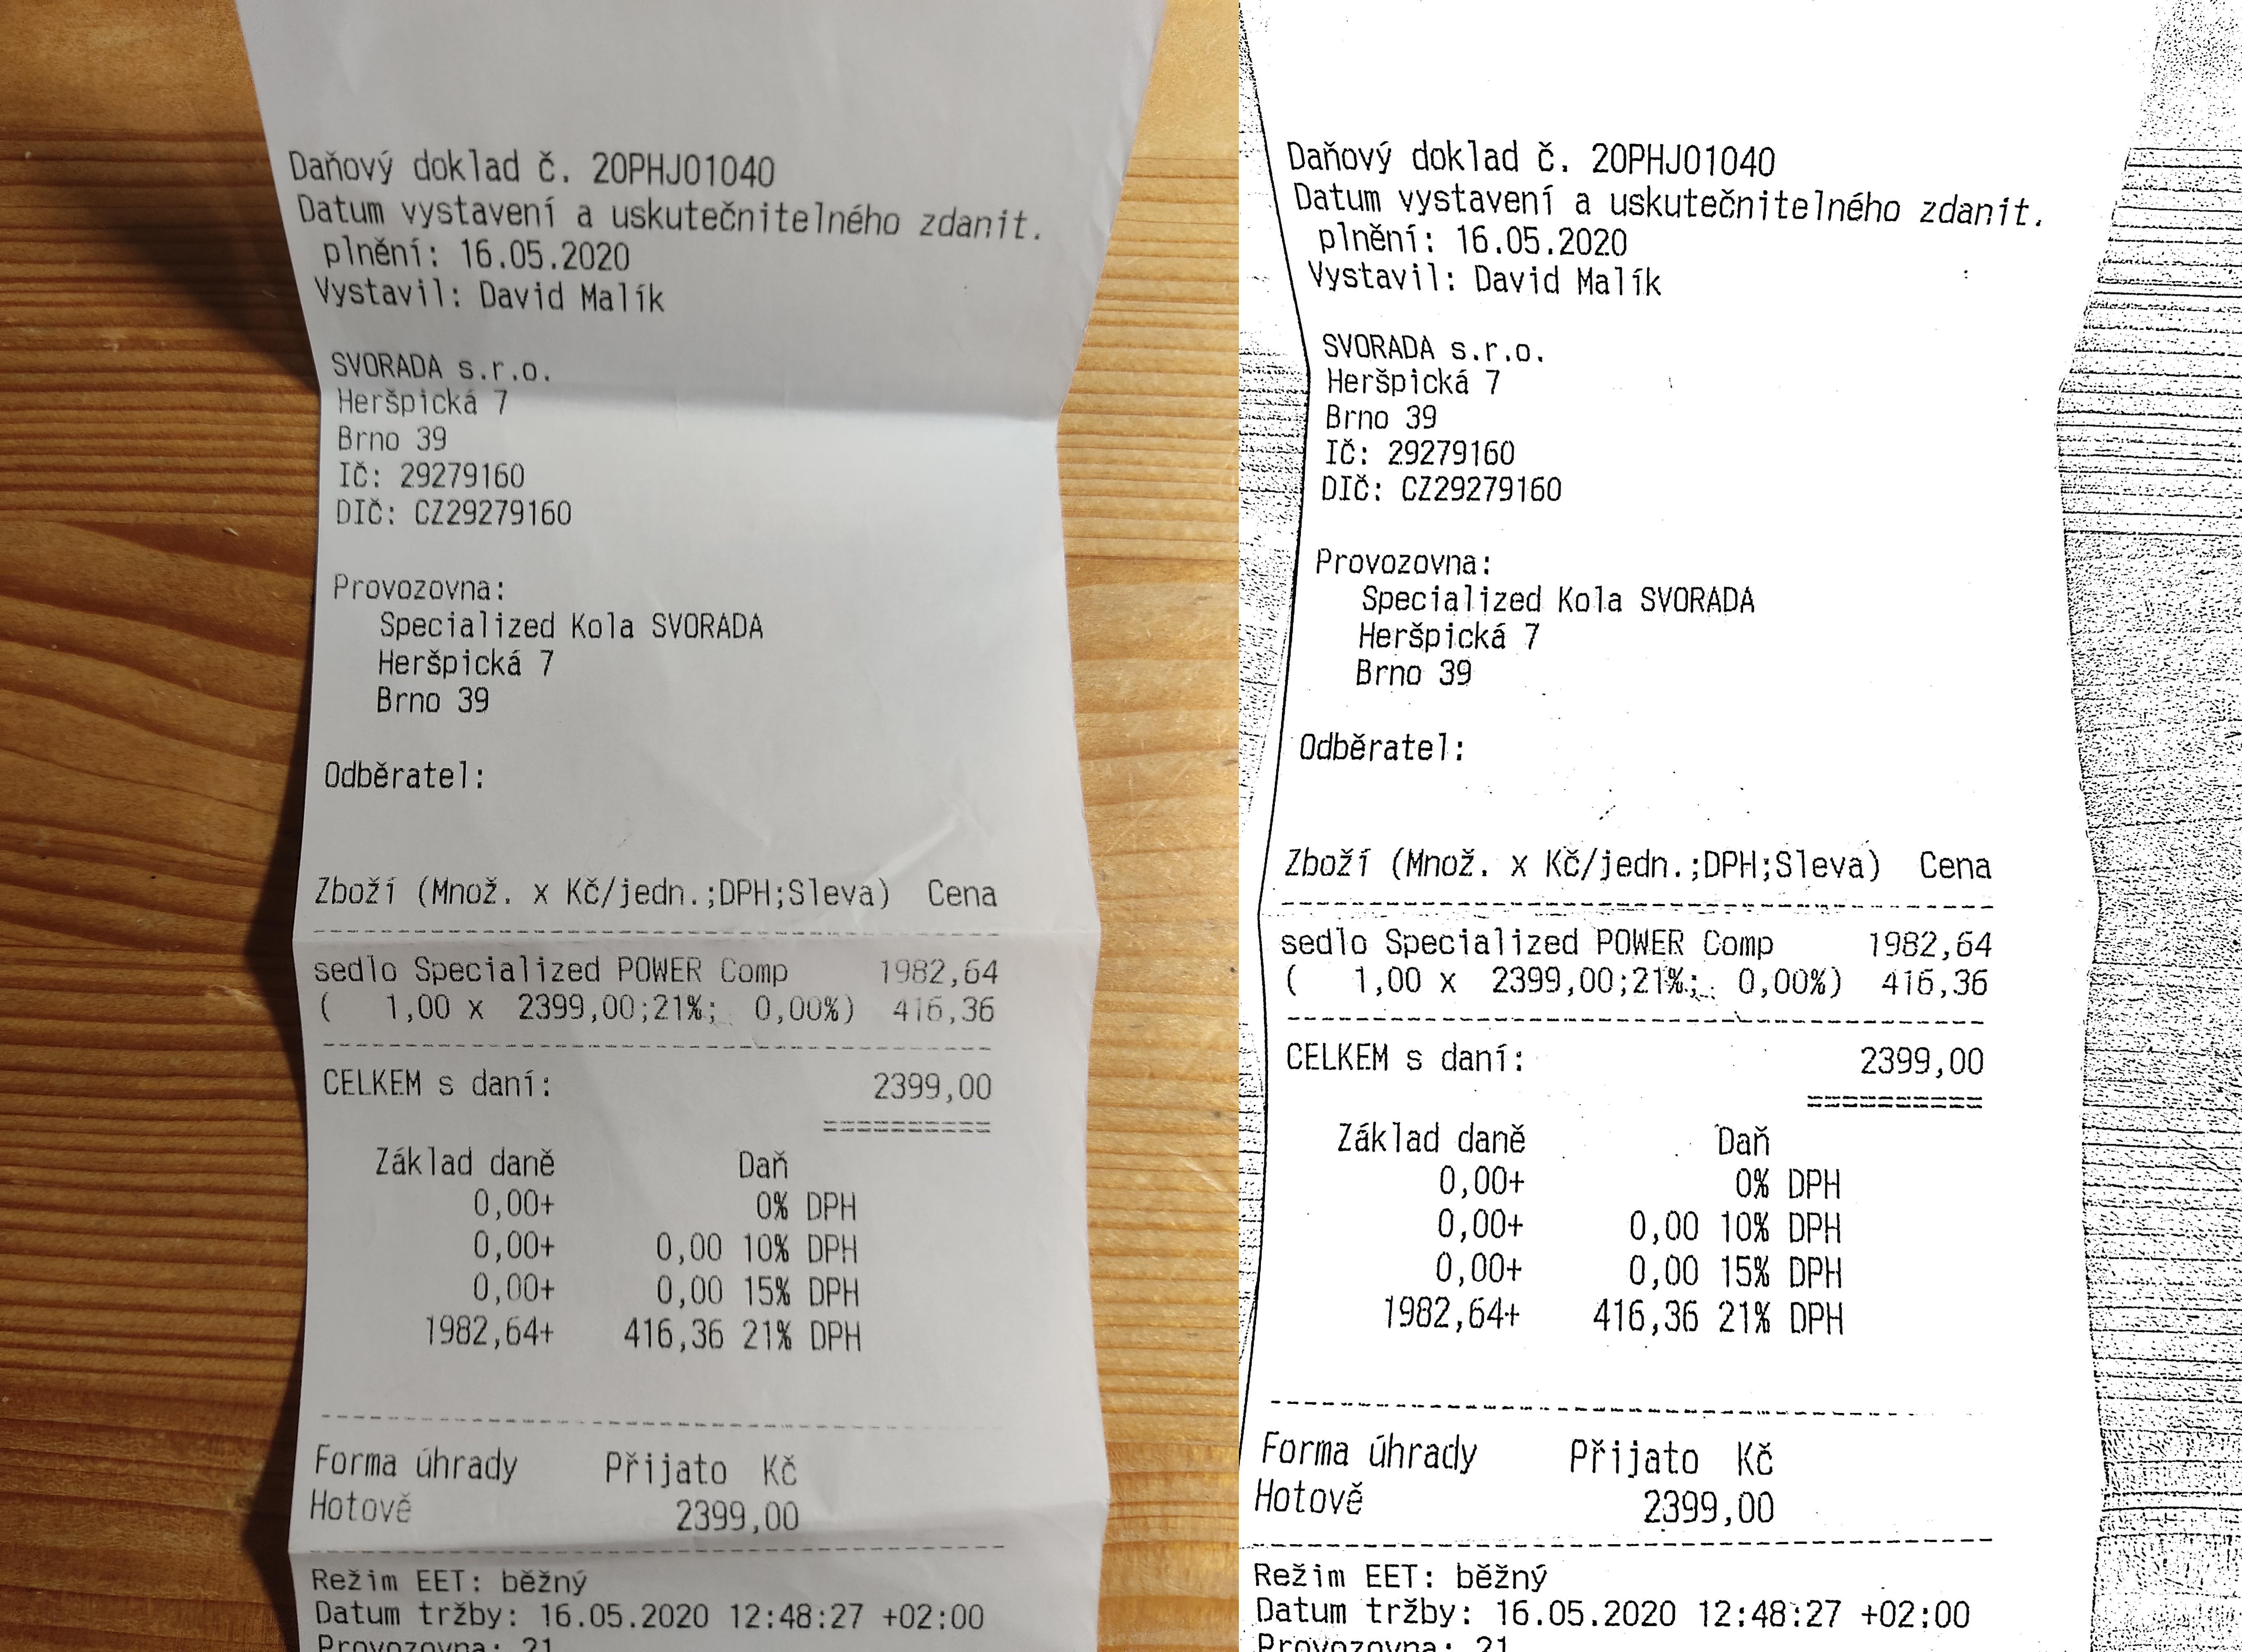 Daňový doklad č. 20PHJ01040
Datum vystavení a uskutečnitelného zdanit.
plnění: 16.05.2020
Vystavil: David Malík
SVORADA s.r.o.
Heršpická 7
Brno 39
IČ: 29279160
DIČ: CZ29279160
Provozovna:
Specialized Kola SVORADA
Heršpická 7
Brno 39
Odběratel:
Zboží (Množ. x Kč/jedn.;DPH;Sleva) Cena
sedlo Specialized POWER Comp 1982,64
( 1,00 x 2399,00;21%; 0,00%) 416,36
CELKEM s daní: 2399,00
==========
Základ daně Daň
0,00+ 0% DPH
0,00+ 0,00 10% DPH
0,00+ 0,00 15% DPH
1982,64+ 416,36 21% DPH
Forma úhrady Přijato Kč
Hotově 2399,00
Režim EET: běžný
Datum tržby: 16.05.2020 12:48:27 +02:00
Provozovna: 21
Daňový doklad č. 20PHJ01040
Datum vystavení a uskutečnitelného zdanit.
plnění: 16.05.2020
Vystavil: David Malík
SVORADA s.r.o.
Heršpická 7
Brno 39
IČ: 29279160
DIČ: CZ29279160
Provozovna:
Specialized Kola SVORADA
Heršpická 7
Brno 39
Odběratel:
Zboží (Množ. x Kč/jedn.;DPH;Sleva) Cena
sedlo Specialized POWER Comp 1982,64
( 1,00 x 2399,00;21%; 0,00%) 416,36
CELKEM s daní: 2399,00
==========
Základ daně Daň
0,00+ 0% DPH
0,00+ 0,00 10% DPH
0,00+ 0,00 15% DPH
1982,64+ 416,36 21% DPH
Forma úhrady Přijato Kč
Hotově 2399,00
Režim EET: běžný
Datum tržby: 16.05.2020 12:48:27 +02:00
Provozovna: 21